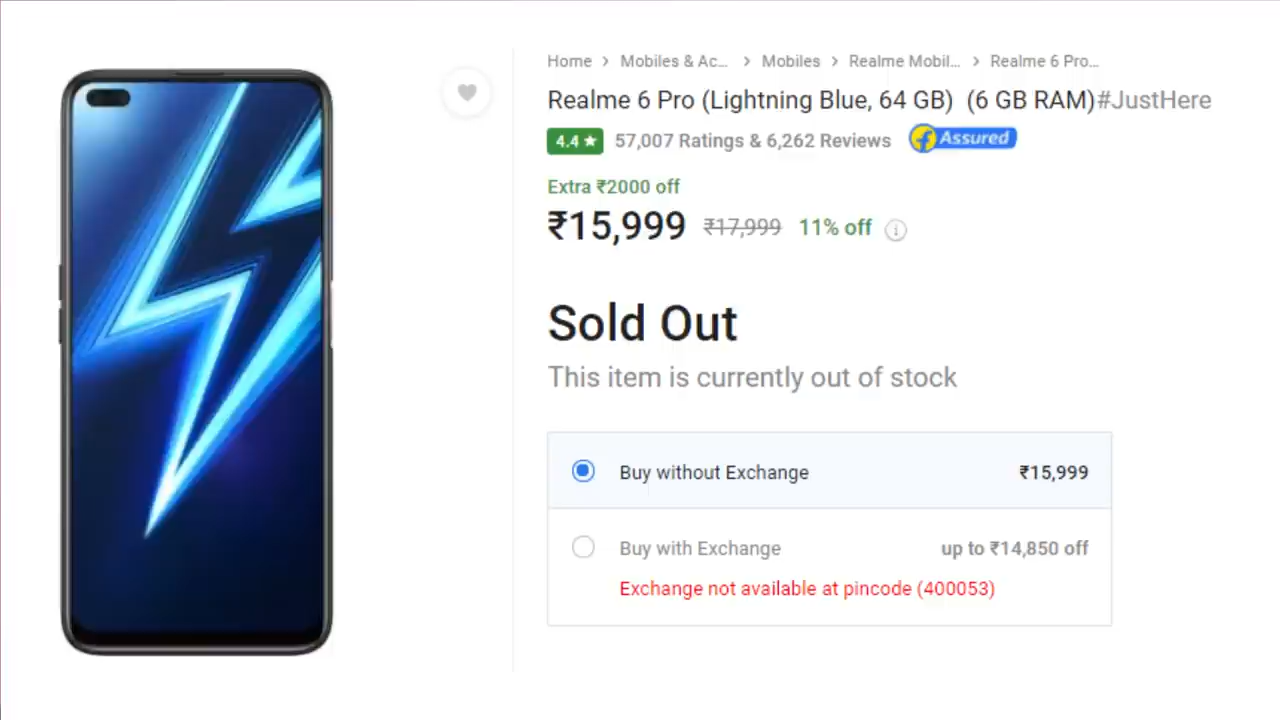 Home > Mobiles & Ac... > Mobiles > Realme Mobil... > Realme 6 Pro...
Realme 6 Pro (Lightning Blue, 64 GB) (6 GB RAM)#JustHere
4.4★ 57,007 Ratings & 6,262 Reviews Assured
Extra ₹2000 off
₹15,999 ₹17,999 11% off
Sold Out
This item is currently out of stock
Buy without Exchange ₹15,999
Buy with Exchange up to ₹14,850 off
Exchange not available at pincode (400053)